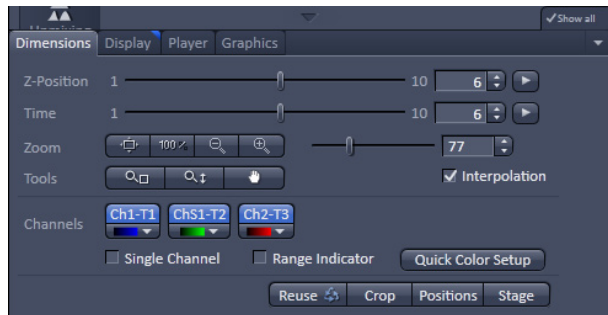 Show all
Dimensions Display Player Graphics
Z-Position 1 10 6
Time 1 10 6
Zoom 100% 77
Tools Interpolation
Channels Ch1-T1 ChS1-T2 Ch2-T3
Single Channel Range Indicator Quick Color Setup
Reuse Crop Positions Stage